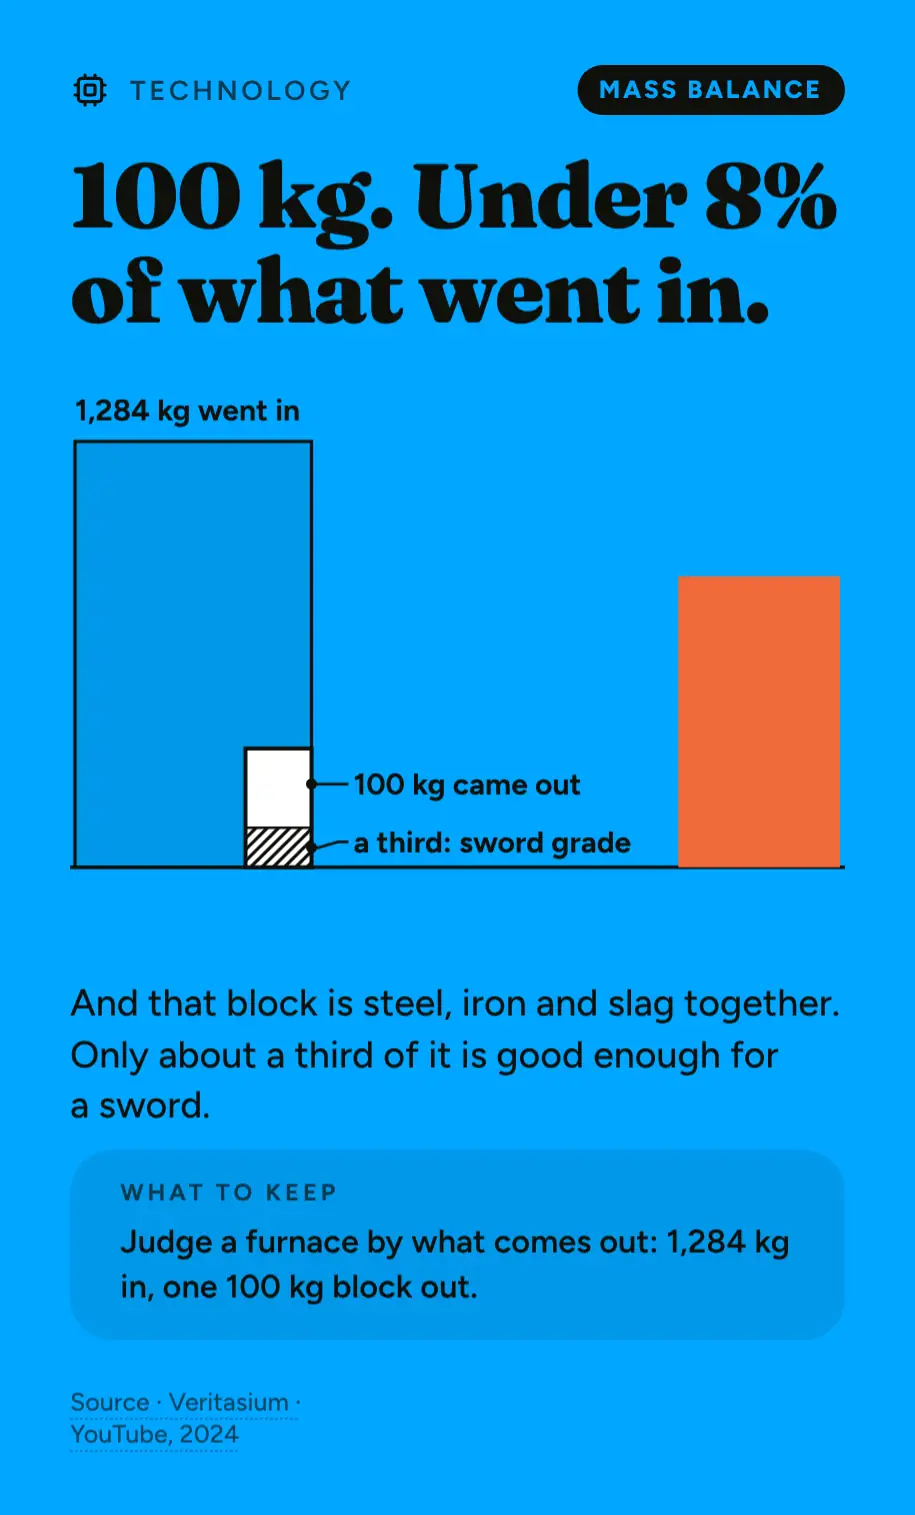 TECHNOLOGY
MASS BALANCE
100 kg. Under 8%
of what went in.
1,284 kg went in
100 kg came out
a third: sword grade
And that block is steel, iron and slag together.
Only about a third of it is good enough for
a sword.
WHAT TO KEEP
Judge a furnace by what comes out: 1,284 kg
in, one 100 kg block out.
Source · Veritasium ·
YouTube, 2024